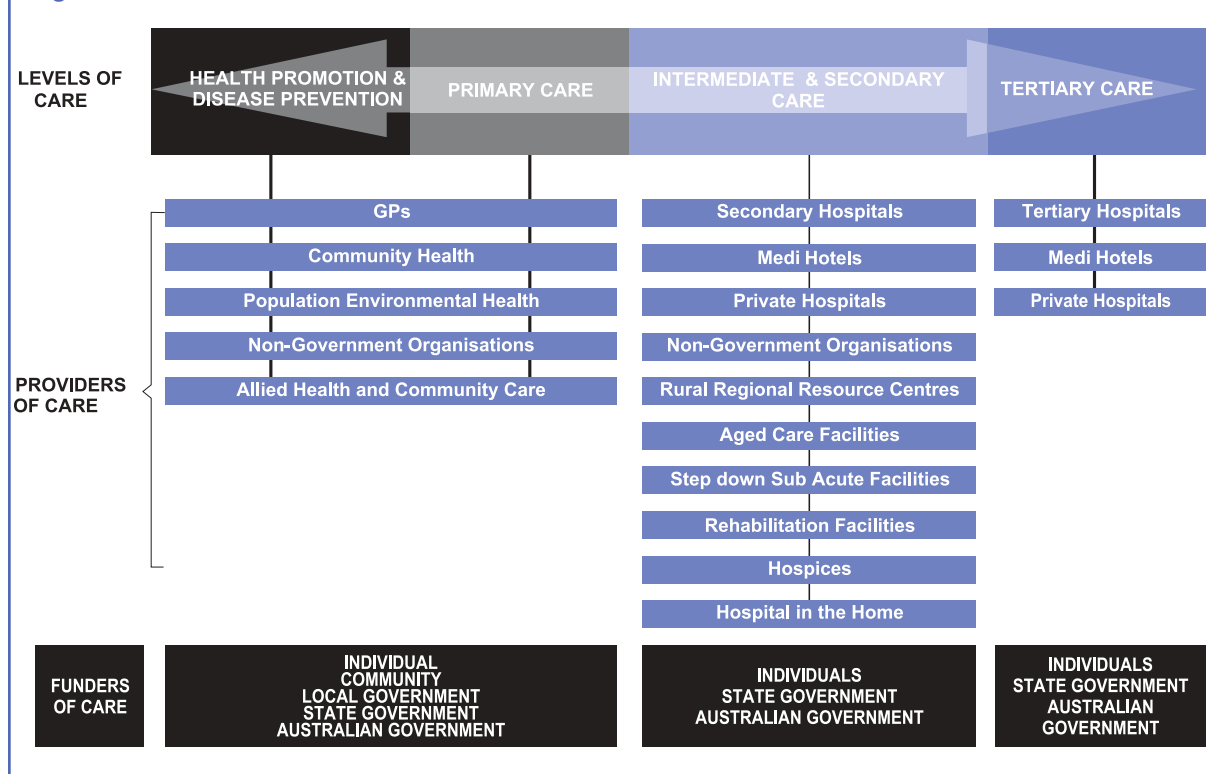 LEVELS OF
CARE
HEALTH PROMOTION &
DISEASE PREVENTION
PRIMARY CARE
INTERMEDIATE & SECONDARY
CARE
TERTIARY CARE
PROVIDERS
OF CARE
GPs
Community Health
Population Environmental Health
Non-Government Organisations
Allied Health and Community Care
Secondary Hospitals
Medi Hotels
Private Hospitals
Non-Government Organisations
Rural Regional Resource Centres
Aged Care Facilities
Step down Sub Acute Facilities
Rehabilitation Facilities
Hospices
Hospital in the Home
Tertiary Hospitals
Medi Hotels
Private Hospitals
FUNDERS
OF CARE
INDIVIDUAL
COMMUNITY
LOCAL GOVERNMENT
STATE GOVERNMENT
AUSTRALIAN GOVERNMENT
INDIVIDUALS
STATE GOVERNMENT
AUSTRALIAN GOVERNMENT
INDIVIDUALS
STATE GOVERNMENT
AUSTRALIAN
GOVERNMENT